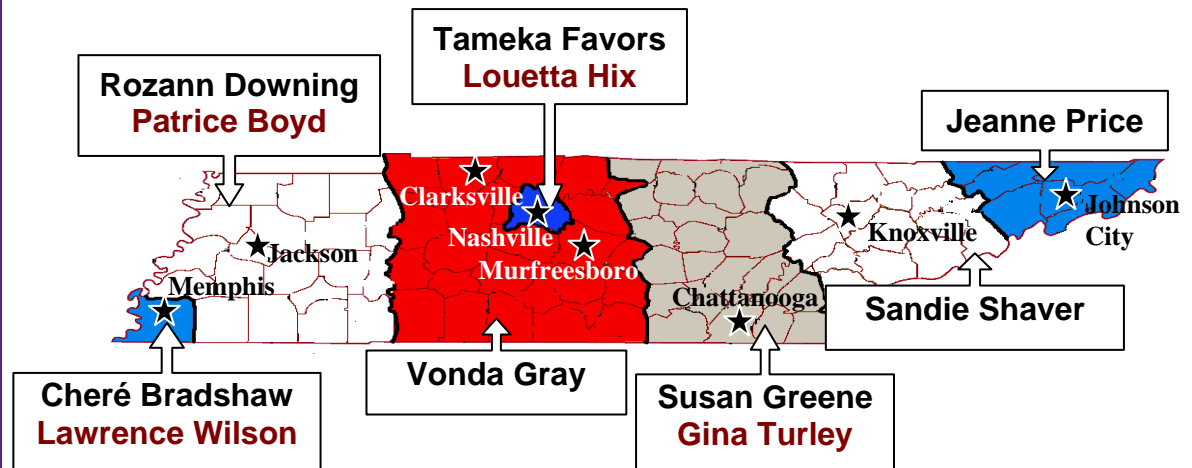 Tameka Favors
Louetta Hix
Rozann Downing
Patrice Boyd
Jeanne Price
Clarksville
Nashville
Murfreesboro
Jackson
Memphis
Chattanooga
Knoxville
Johnson
City
Sandie Shaver
Vonda Gray
Cheré Bradshaw
Lawrence Wilson
Susan Greene
Gina Turley